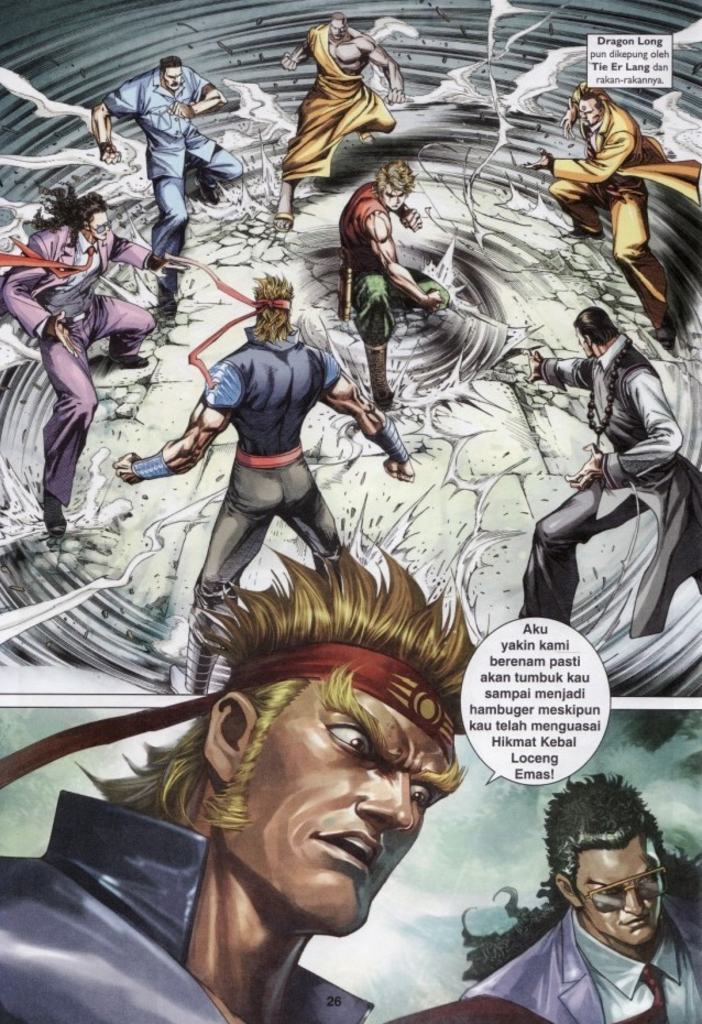 Dragon Long
pun dikepung oleh
Tie Er Lang dan
rakan-rakannya.
Aku
yakin kami
berenam pasti
akan tumbuk kau
sampai menjadi
hambuger meskipun
kau telah menguasai
Hikmat Kebal
Loceng
Emas!
26